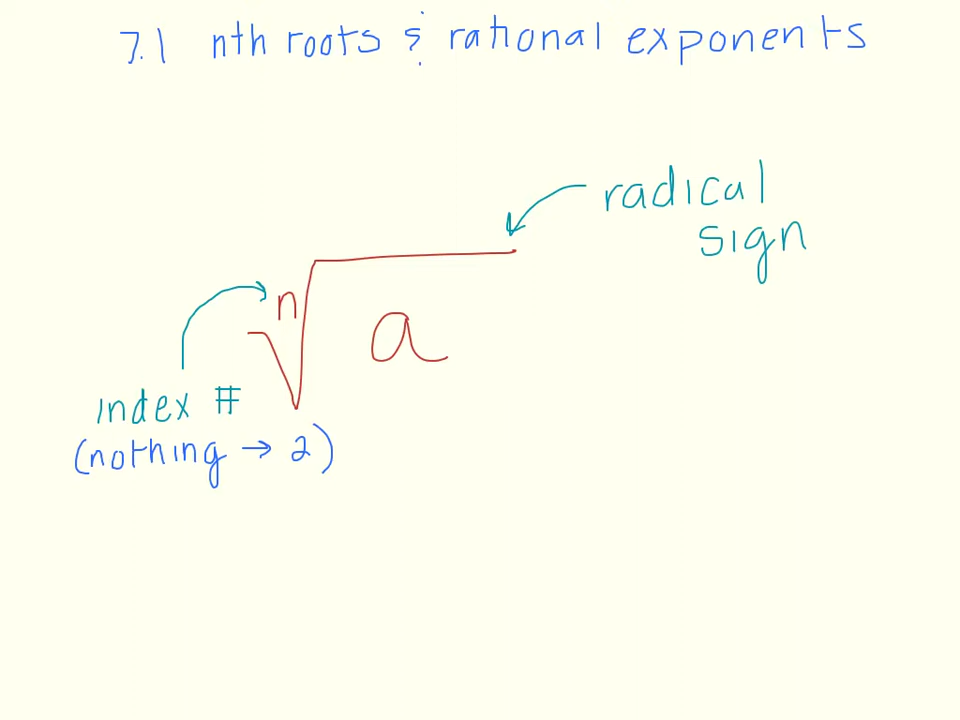 7.1 nth roots & rational exponents
radical
sign
n√a
index #
(nothing → 2)